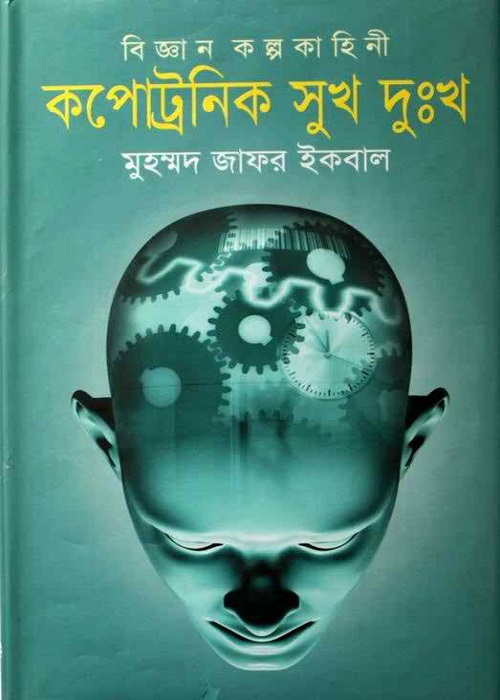 বিজ্ঞান কল্পকাহিনী
কপোট্রনিক সুখ দুঃখ
মুহম্মদ জাফর ইকবাল